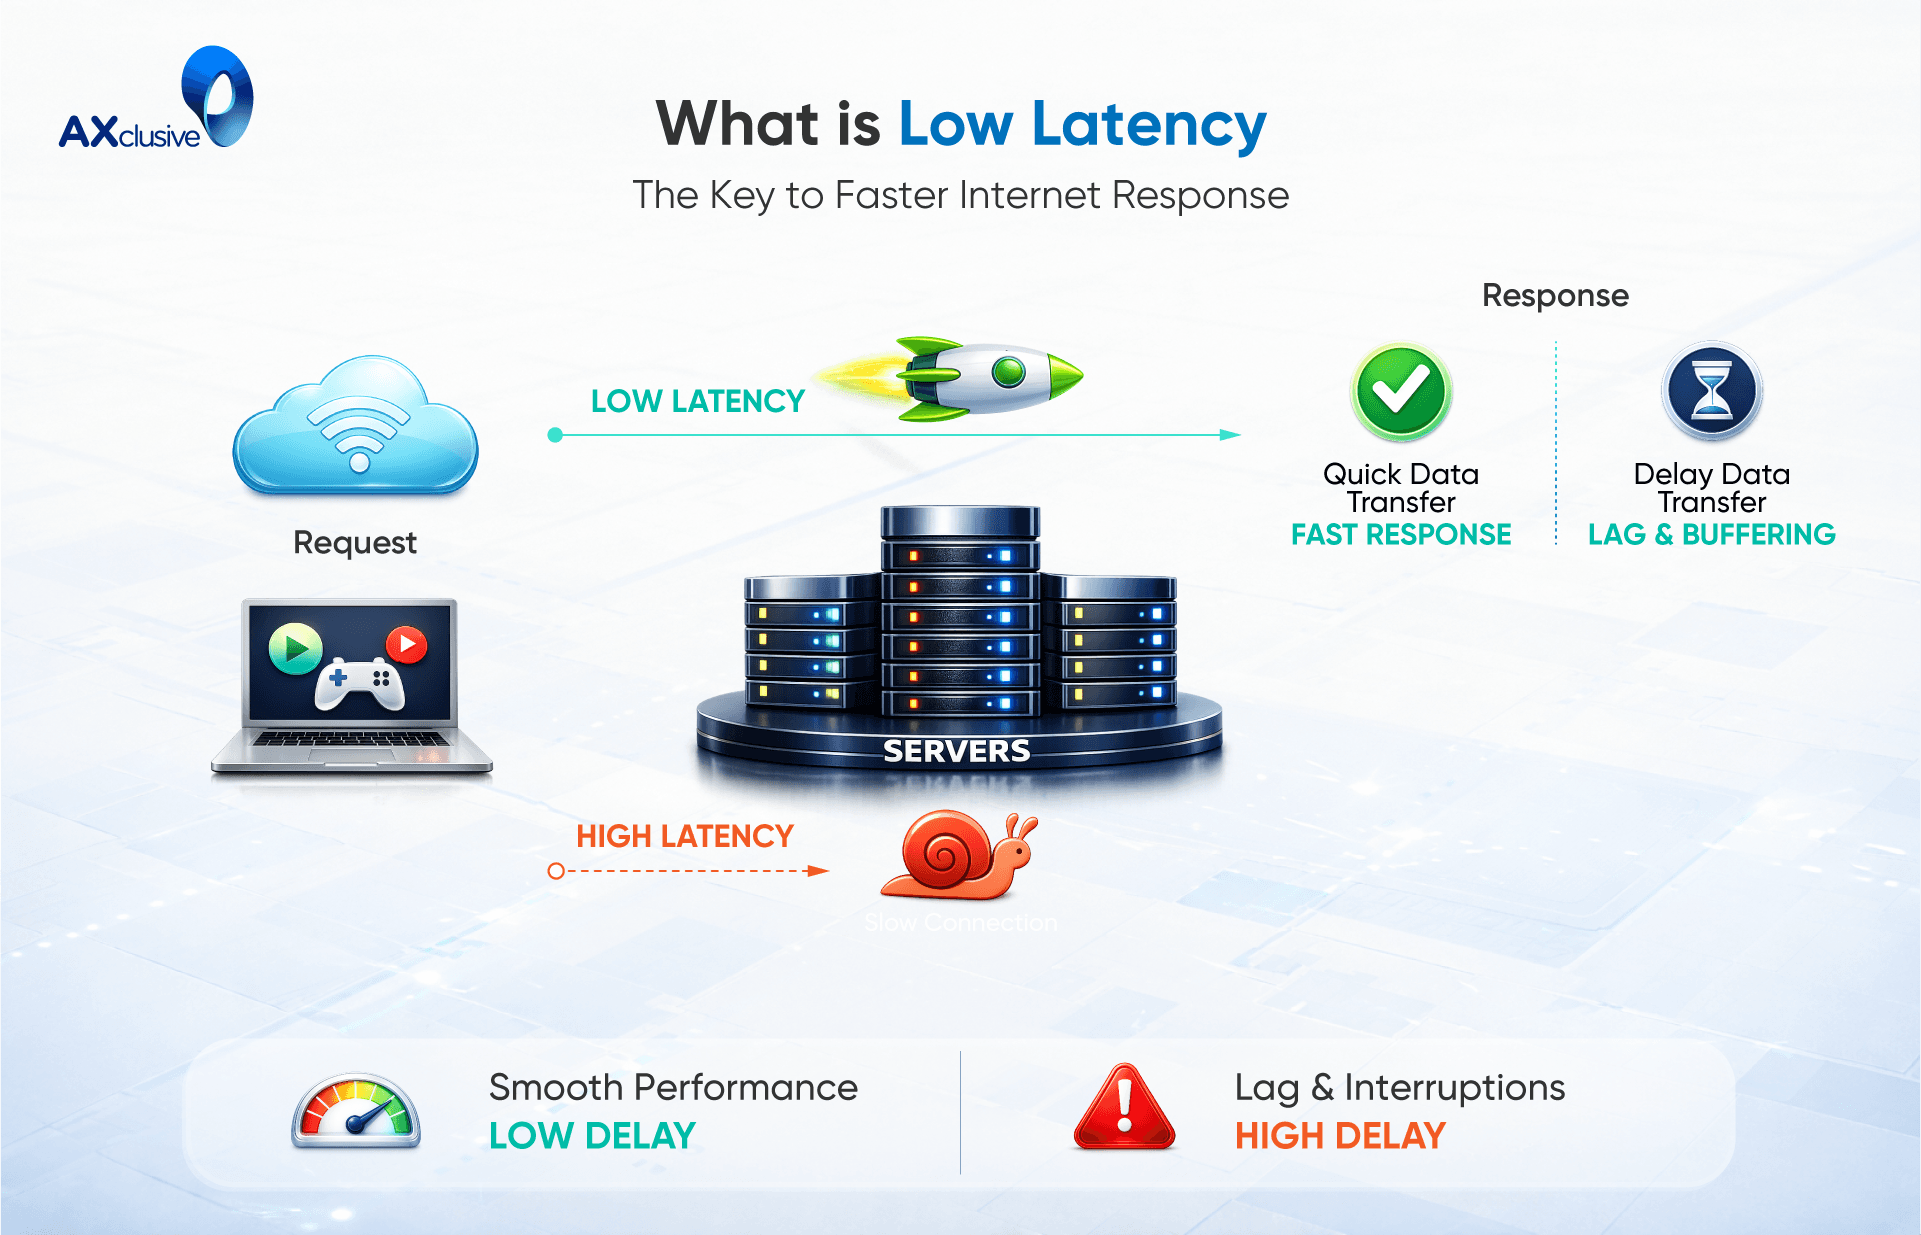 AXclusive
What is Low Latency
The Key to Faster Internet Response
Response
LOW LATENCY
Quick Data
Transfer
FAST RESPONSE
Delay Data
Transfer
LAG & BUFFERING
Request
SERVERS
HIGH LATENCY
Slow Connection
Smooth Performance
LOW DELAY
Lag & Interruptions
HIGH DELAY